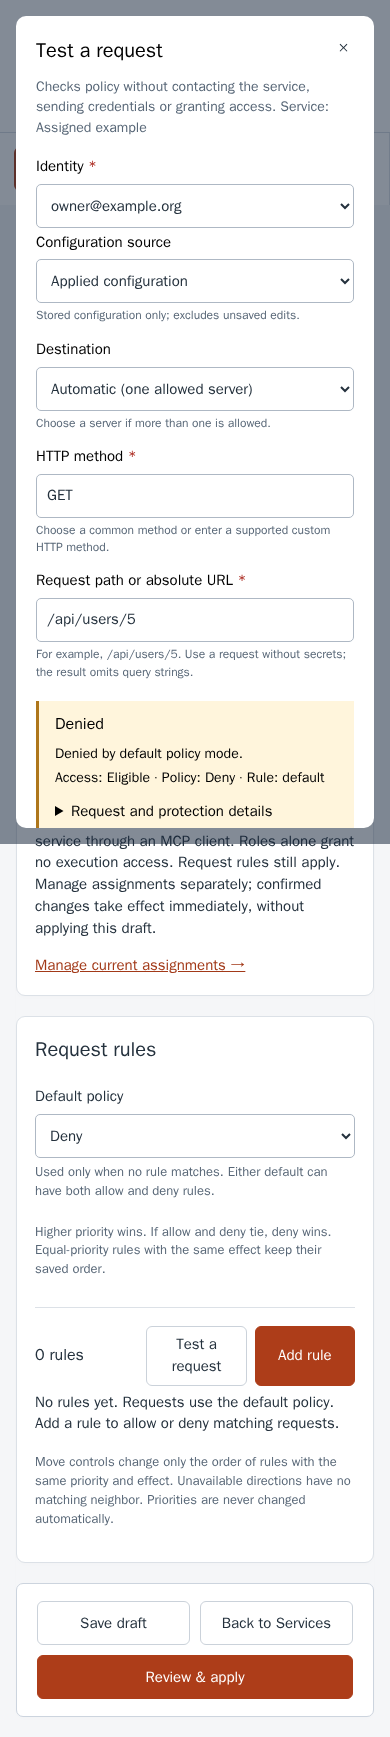 Test a request
×
Checks policy without contacting the service,
sending credentials or granting access. Service:
Assigned example
Identity *
owner@example.org
Configuration source
Applied configuration
Stored configuration only; excludes unsaved edits.
Destination
Automatic (one allowed server)
Choose a server if more than one is allowed.
HTTP method *
GET
Choose a common method or enter a supported custom
HTTP method.
Request path or absolute URL *
/api/users/5
For example, /api/users/5. Use a request without secrets;
the result omits query strings.
Denied
Denied by default policy mode.
Access: Eligible · Policy: Deny · Rule: default
▶ Request and protection details
service through an MCP client. Roles alone grant
no execution access. Request rules still apply.
Manage assignments separately; confirmed
changes take effect immediately, without
applying this draft.
Manage current assignments →
Request rules
Default policy
Deny
Used only when no rule matches. Either default can
have both allow and deny rules.
Higher priority wins. If allow and deny tie, deny wins.
Equal-priority rules with the same effect keep their
saved order.
0 rules
Test a
request
Add rule
No rules yet. Requests use the default policy.
Add a rule to allow or deny matching requests.
Move controls change only the order of rules with the
same priority and effect. Unavailable directions have no
matching neighbor. Priorities are never changed
automatically.
Save draft
Back to Services
Review & apply